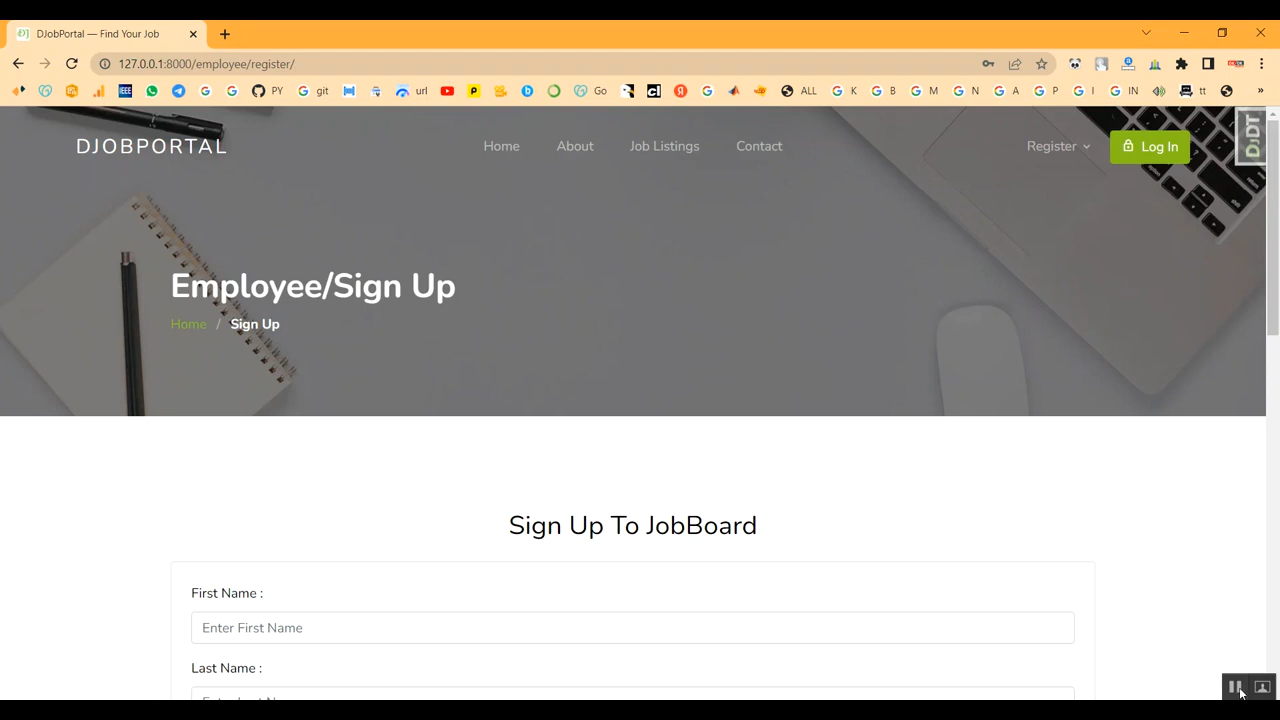 DJobPortal — Find Your Job
127.0.0.1:8000/employee/register/
IEEE
PY
git
url
Go
ALL
K
B
M
N
A
P
I
IN
tt
»
DJOBPORTAL
Home
About
Job Listings
Contact
Register
Log In
DJDT
Employee/Sign Up
Home / Sign Up
Sign Up To JobBoard
First Name :
Enter First Name
Last Name :